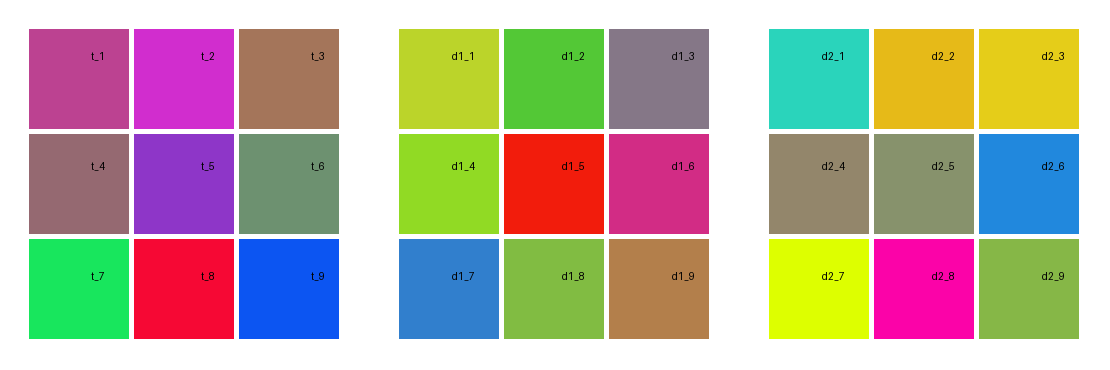 t_1 t_2 t_3 d1_1 d1_2 d1_3 d2_1 d2_2 d2_3
t_4 t_5 t_6 d1_4 d1_5 d1_6 d2_4 d2_5 d2_6
t_7 t_8 t_9 d1_7 d1_8 d1_9 d2_7 d2_8 d2_9